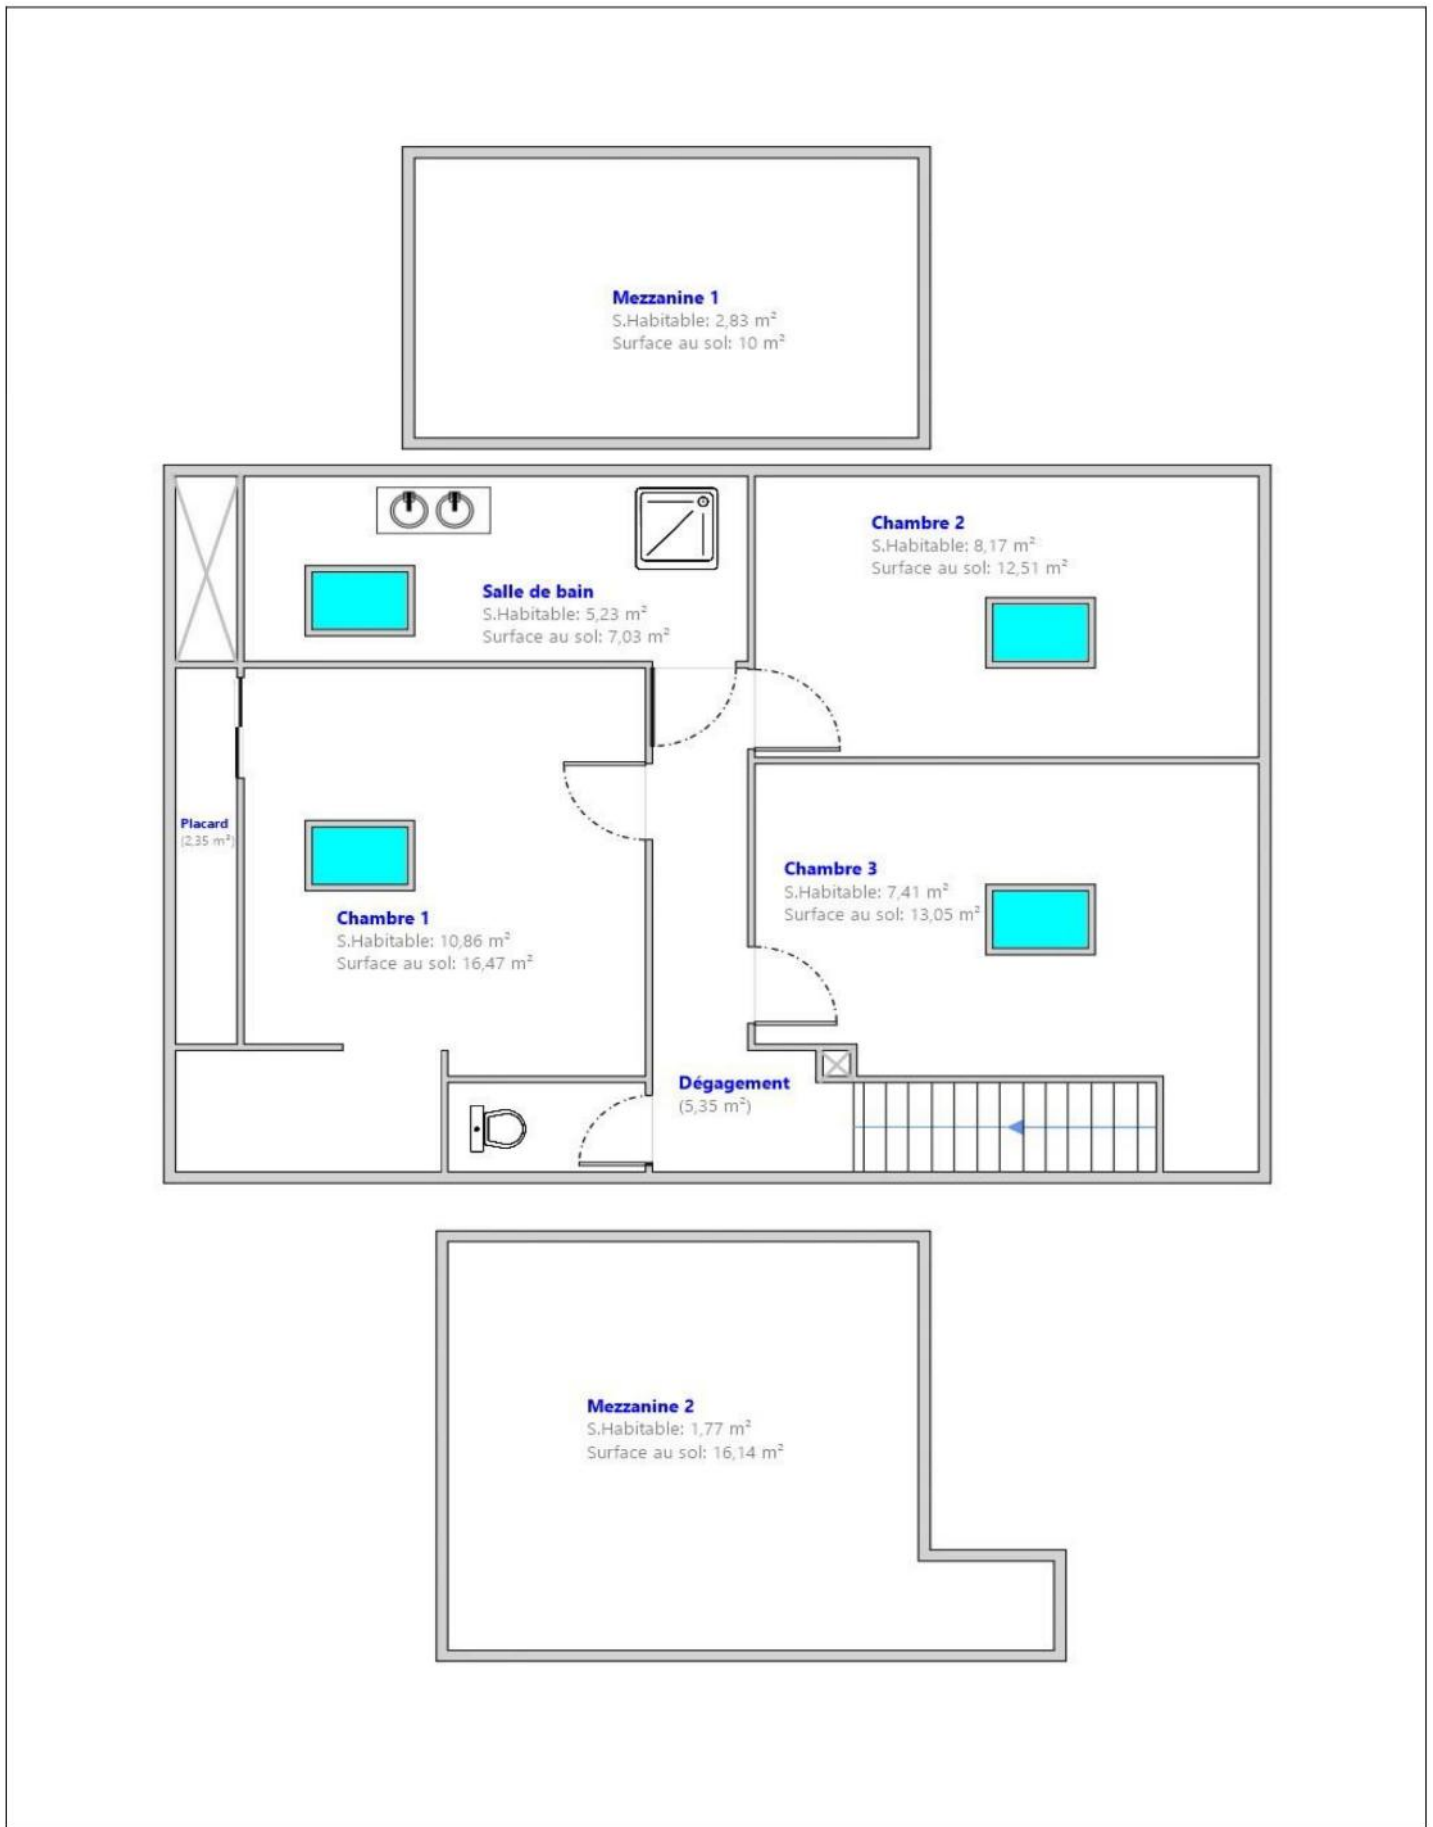 Mezzanine 1
S.Habitable: 2,83 m²
Surface au sol: 10 m²
Chambre 2
S.Habitable: 8,17 m²
Surface au sol: 12,51 m²
Salle de bain
S.Habitable: 5,23 m²
Surface au sol: 7,03 m²
Placard
(2,35 m²)
Chambre 3
S.Habitable: 7,41 m²
Surface au sol: 13,05 m²
Chambre 1
S.Habitable: 10,86 m²
Surface au sol: 16,47 m²
Dégagement
(5,35 m²)
Mezzanine 2
S.Habitable: 1,77 m²
Surface au sol: 16,14 m²